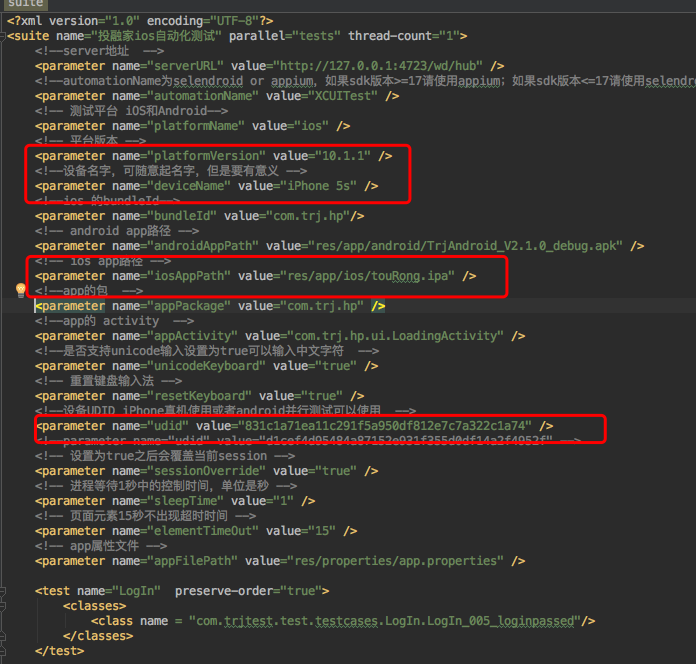 suite
<?xml version="1.0" encoding="UTF-8"?>
<suite name="投融家ios自动化测试" parallel="tests" thread-count="1">
<!--server地址  -->
<parameter name="serverURL" value="http://127.0.0.1:4723/wd/hub" />
<!--automationName为selendroid or appium，如果sdk版本>=17请使用appium；如果sdk版本<=17请使用selendro
<parameter name="automationName" value="XCUITest" />
<!-- 测试平台 iOS和Android-->
<parameter name="platformName" value="ios" />
<!-- 平台版本 -->
<parameter name="platformVersion" value="10.1.1" />
<!--设备名字，可随意起名字，但是要有意义 -->
<parameter name="deviceName" value="iPhone 5s" />
<!--ios 的bundleId-->
<parameter name="bundleId" value="com.trj.hp"/>
<!-- android app路径 -->
<parameter name="androidAppPath" value="res/app/android/TrjAndroid_V2.1.0_debug.apk" />
<!-- ios app路径 -->
<parameter name="iosAppPath" value="res/app/ios/touRong.ipa" />
<!--app的包  -->
<parameter name="appPackage" value="com.trj.hp" />
<!--app的 activity  -->
<parameter name="appActivity" value="com.trj.hp.ui.LoadingActivity" />
<!--是否支持unicode输入设置为true可以输入中文字符  -->
<parameter name="unicodeKeyboard" value="true" />
<!-- 重置键盘输入法 -->
<parameter name="resetKeyboard" value="true" />
<!--设备UDID iPhone真机使用或者android并行测试可以使用  -->
<parameter name="udid" value="831c1a71ea11c291f5a950df812e7c7a322c1a74" />
<!--parameter name="udid" value="d1cef4d95484a87152e931f355d0df14a2f4952f" -->
<!-- 设置为true之后会覆盖当前session -->
<parameter name="sessionOverride" value="true" />
<!-- 进程等待1秒中的控制时间，单位是秒 -->
<parameter name="sleepTime" value="1" />
<!-- 页面元素15秒不出现超时时间 -->
<parameter name="elementTimeOut" value="15" />
<!-- app属性文件 -->
<parameter name="appFilePath" value="res/properties/app.properties" />
<test name="LogIn"  preserve-order="true">
<classes>
<class name = "com.trjtest.test.testcases.LogIn.LogIn_005_loginpassed"/>
</classes>
</test>